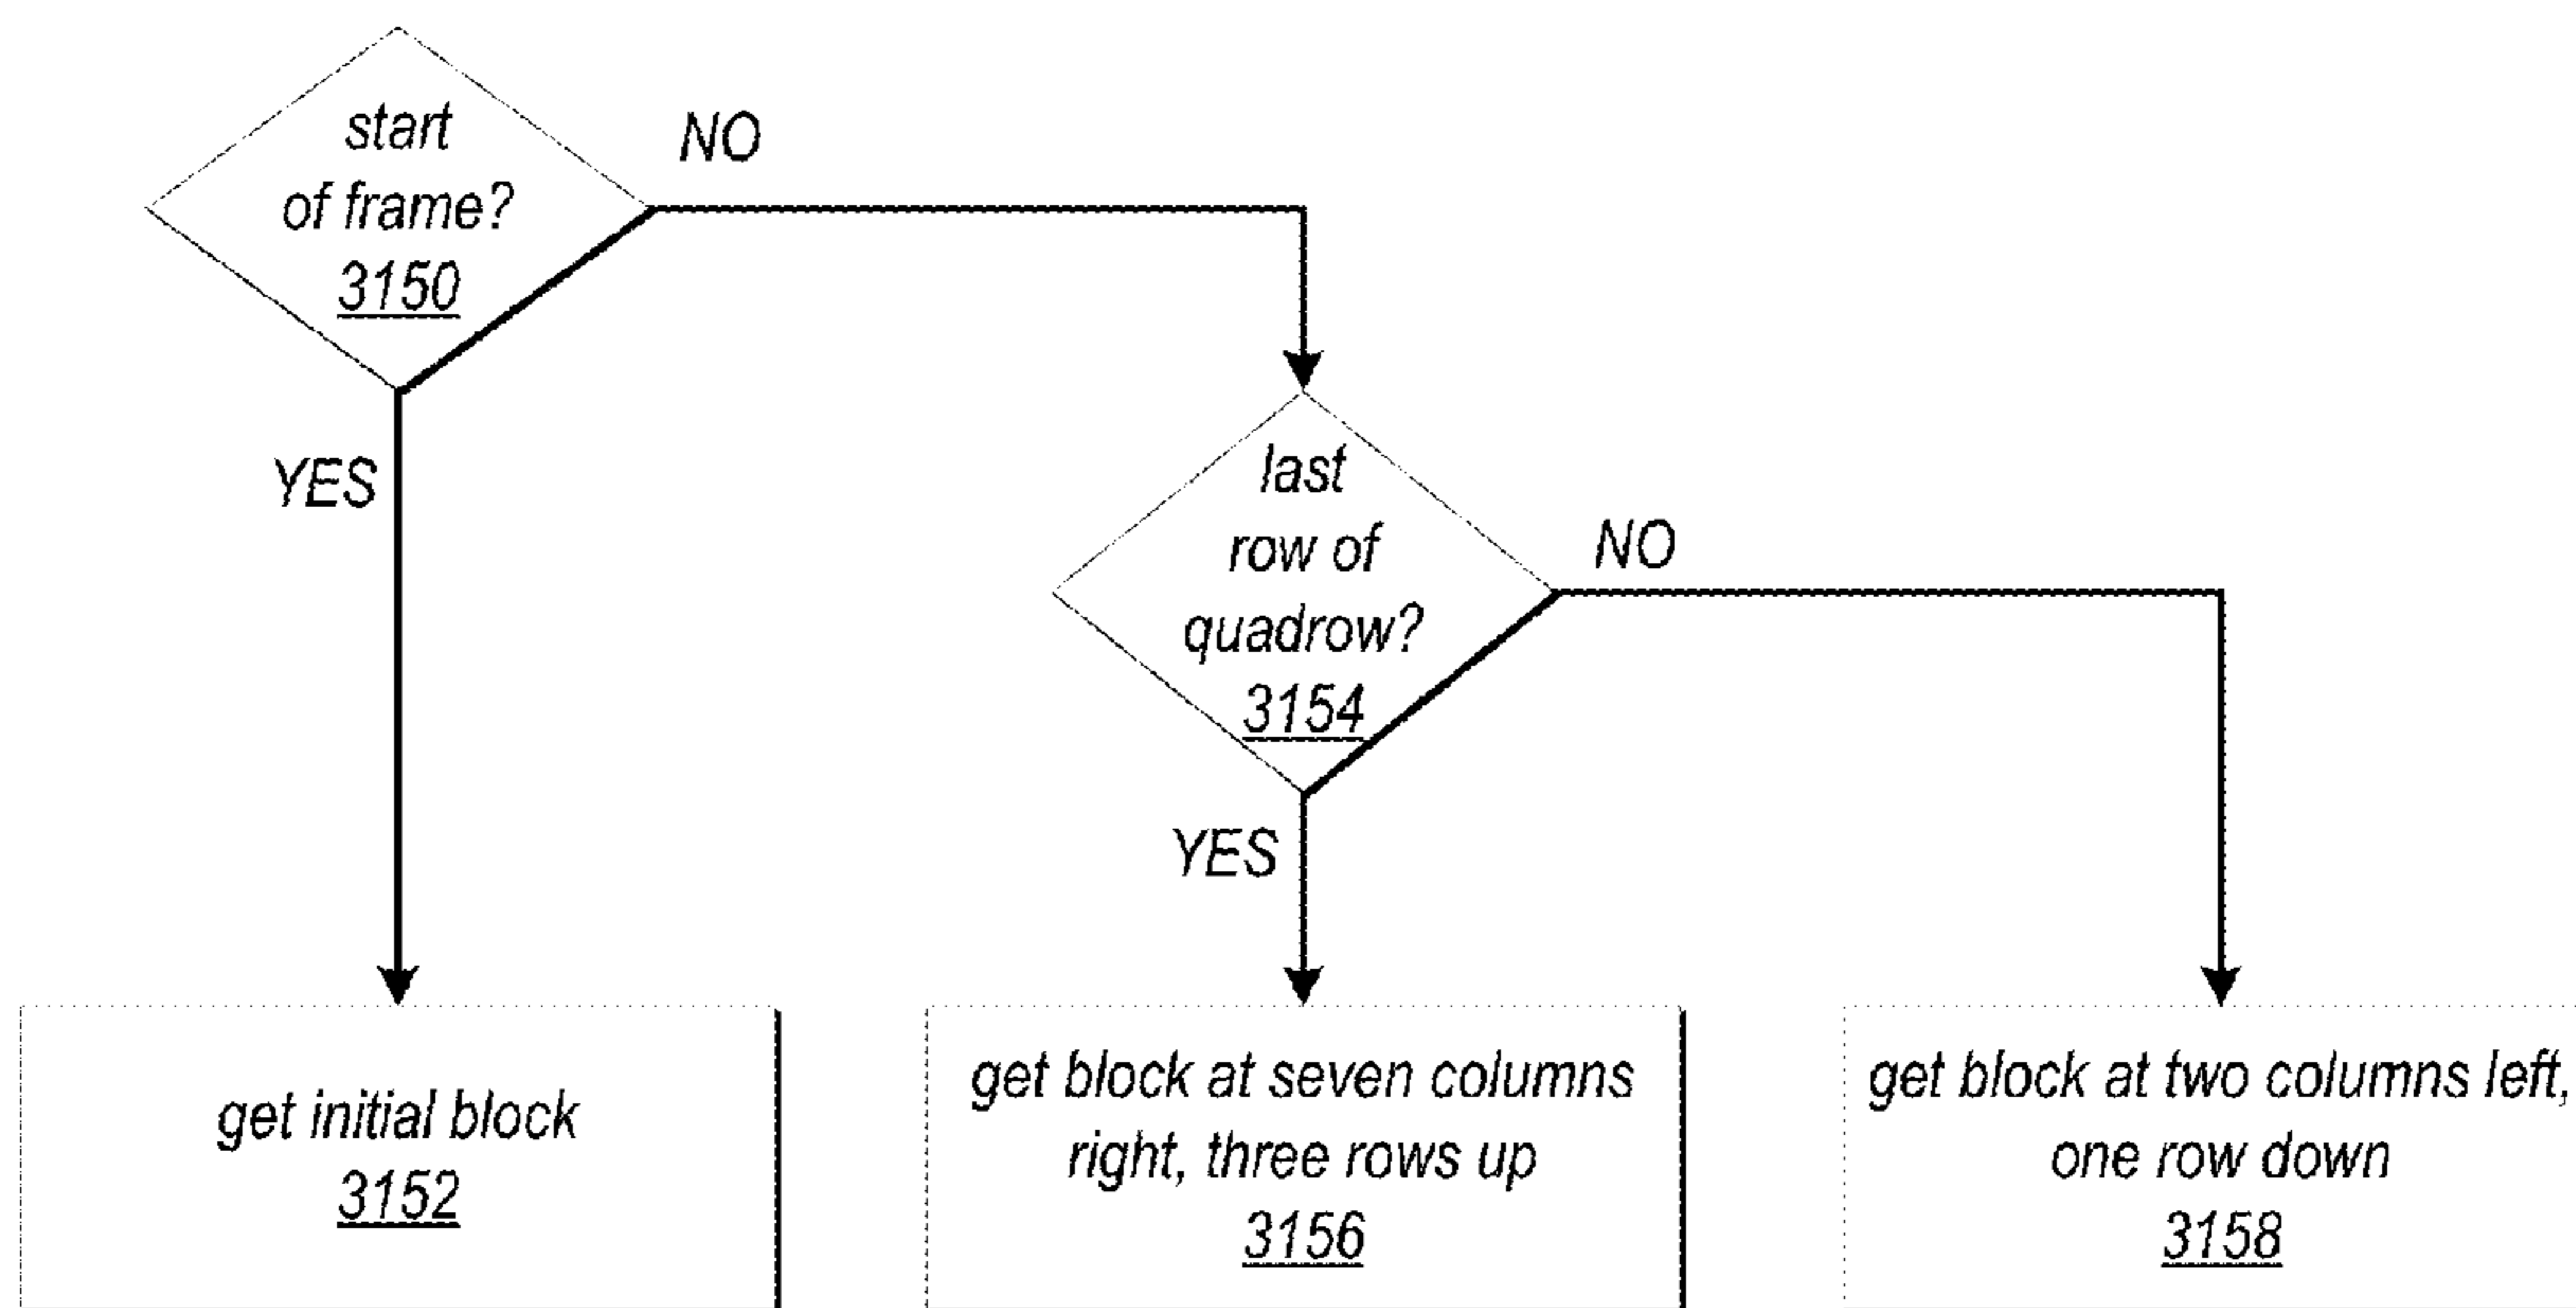 start
of frame?
3150
NO
YES
last
row of
quadrow?
3154
NO
YES
get initial block
3152
get block at seven columns
right, three rows up
3156
get block at two columns left,
one row down
3158